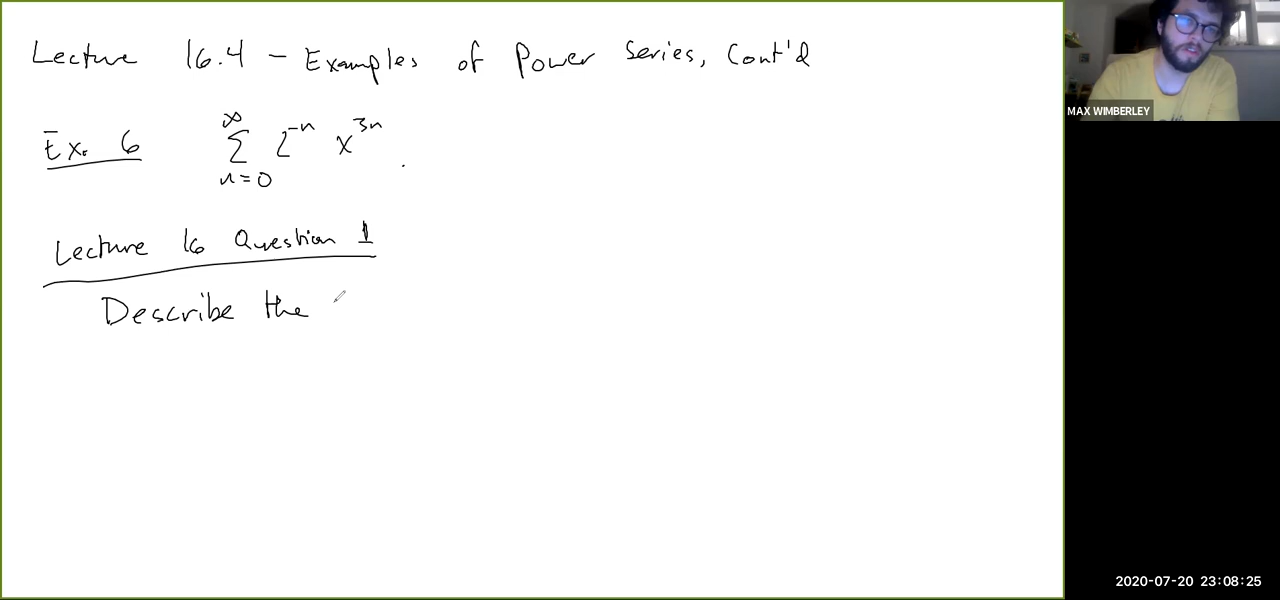 Lecture 16.4 - Examples of Power Series, Cont'd
Ex. 6 ∞ Σ n=0 2^-n x^3n .
Lecture 16 Question 1
Describe the
MAX WIMBERLEY
2020-07-20 23:08:25